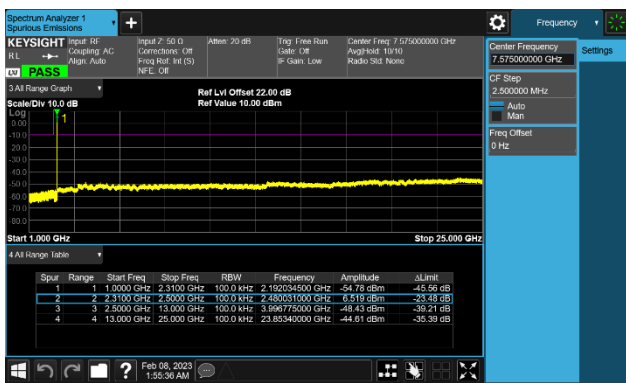 Spectrum Analyzer 1
Spurious Emissions
Frequency
KEYSIGHT Input: RF Input Z: 50 Ω Atten: 20 dB Trig: Free Run Center Freq: 7.575000000 GHz
RL Coupling: AC Corrections: Off Gate: Off Avg|Hold: 10/10
Align: Auto Freq Ref: Int (S) IF Gain: Low Radio Std: None
LXI PASS NFE: Off
Center Frequency
7.575000000 GHz
Settings
CF Step
2.500000 MHz
Auto
Man
Freq Offset
0 Hz
3 All Range Graph
Ref Lvl Offset 22.00 dB
Scale/Div 10.0 dB Ref Value 10.00 dBm
Log
1
0.00
-10.0
-20.0
-30.0
-40.0
-50.0
-60.0
-70.0
-80.0
Start 1.000 GHz Stop 25.000 GHz
4 All Range Table
Spur Range Start Freq Stop Freq RBW Frequency Amplitude ΔLimit
1 1 1.0000 GHz 2.3100 GHz 100.0 kHz 2.192034500 GHz -54.78 dBm -45.56 dB
2 2 2.3100 GHz 2.5000 GHz 100.0 kHz 2.480031000 GHz 6.519 dBm -23.48 dB
3 3 2.5000 GHz 13.000 GHz 100.0 kHz 3.996775000 GHz -48.43 dBm -39.21 dB
4 4 13.000 GHz 25.000 GHz 100.0 kHz 23.85340000 GHz -44.61 dBm -35.39 dB
? Feb 08, 2023
1:55:36 AM